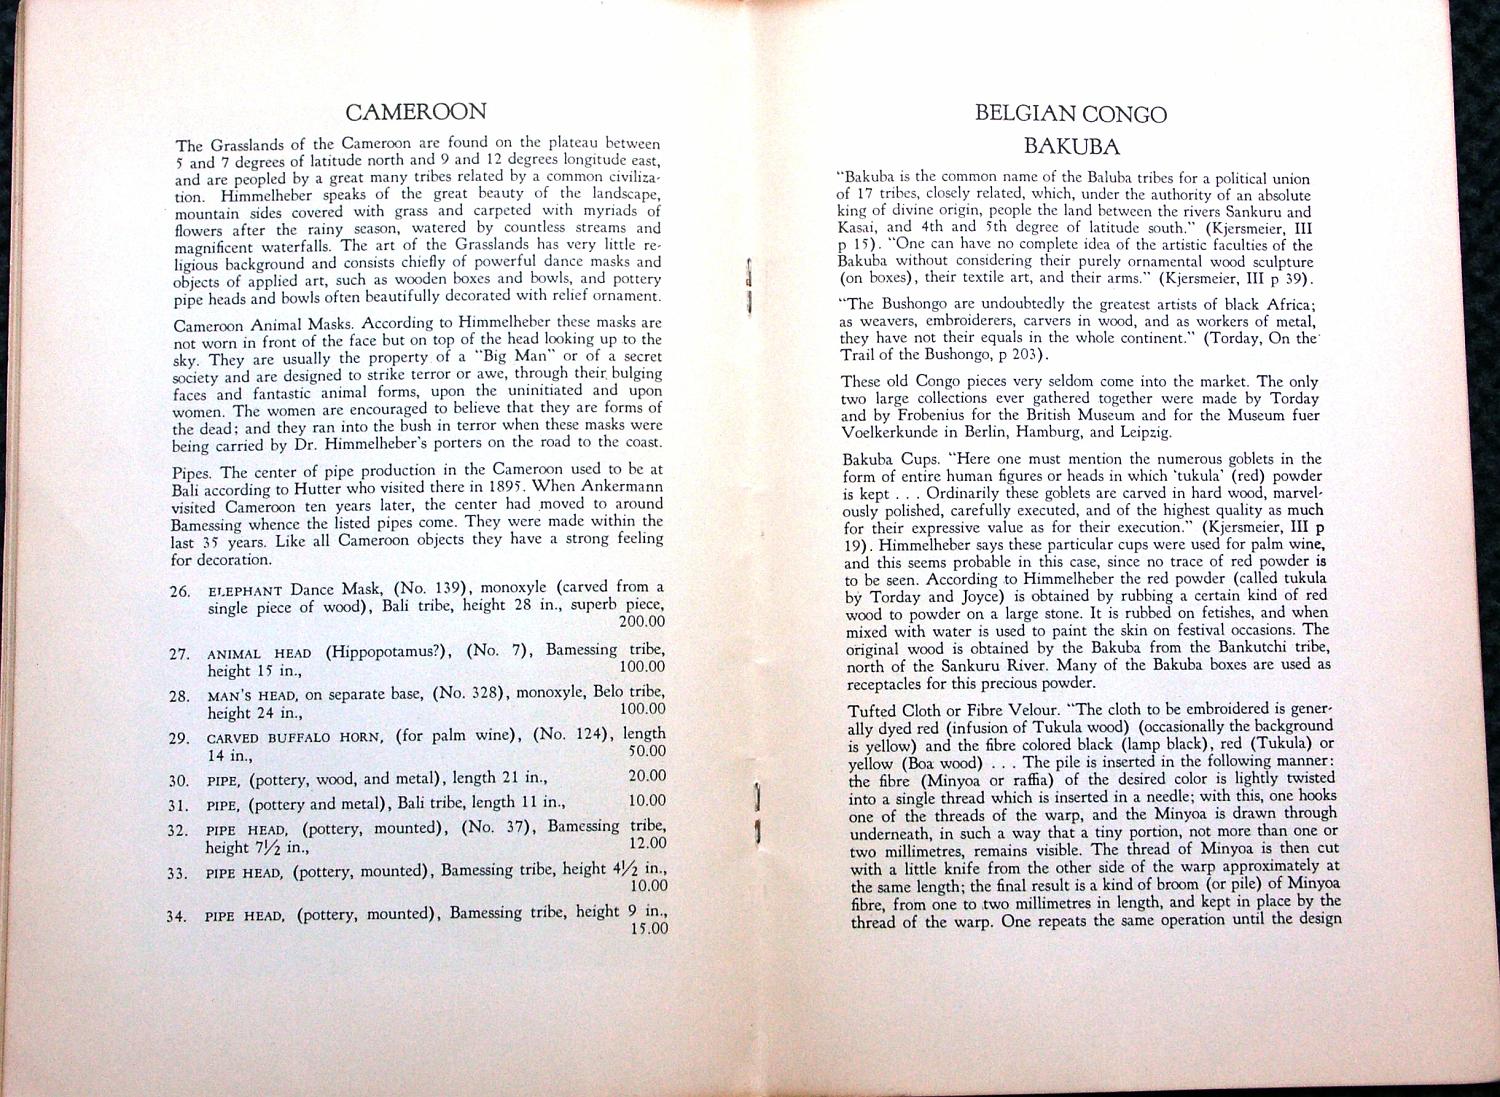 CAMEROON
The Grasslands of the Cameroon are found on the plateau between
5 and 7 degrees of latitude north and 9 and 12 degrees longitude east,
and are peopled by a great many tribes related by a common civiliza-
tion. Himmelheber speaks of the great beauty of the landscape,
mountain sides covered with grass and carpeted with myriads of
flowers after the rainy season, watered by countless streams and
magnificent waterfalls. The art of the Grasslands has very little re-
ligious background and consists chiefly of powerful dance masks and
objects of applied art, such as wooden boxes and bowls, and pottery
pipe heads and bowls often beautifully decorated with relief ornament.
Cameroon Animal Masks. According to Himmelheber these masks are
not worn in front of the face but on top of the head looking up to the
sky. They are usually the property of a "Big Man" or of a secret
society and are designed to strike terror or awe, through their bulging
faces and fantastic animal forms, upon the uninitiated and upon
women. The women are encouraged to believe that they are forms of
the dead; and they ran into the bush in terror when these masks were
being carried by Dr. Himmelheber's porters on the road to the coast.
Pipes. The center of pipe production in the Cameroon used to be at
Bali according to Hutter who visited there in 1895. When Ankermann
visited Cameroon ten years later, the center had moved to around
Bamessing whence the listed pipes come. They were made within the
last 35 years. Like all Cameroon objects they have a strong feeling
for decoration.
26. ELEPHANT Dance Mask, (No. 139), monoxyle (carved from a
single piece of wood), Bali tribe, height 28 in., superb piece,
200.00
27. ANIMAL HEAD (Hippopotamus?), (No. 7), Bamessing tribe,
height 15 in., 100.00
28. MAN'S HEAD, on separate base, (No. 328), monoxyle, Belo tribe,
height 24 in., 100.00
29. CARVED BUFFALO HORN, (for palm wine), (No. 124), length
14 in., 50.00
30. PIPE, (pottery, wood, and metal), length 21 in., 20.00
31. PIPE, (pottery and metal), Bali tribe, length 11 in., 10.00
32. PIPE HEAD, (pottery, mounted), (No. 37), Bamessing tribe,
height 7½ in., 12.00
33. PIPE HEAD, (pottery, mounted), Bamessing tribe, height 4½ in.,
10.00
34. PIPE HEAD, (pottery, mounted), Bamessing tribe, height 9 in.,
15.00
BELGIAN CONGO
BAKUBA
"Bakuba is the common name of the Baluba tribes for a political union
of 17 tribes, closely related, which, under the authority of an absolute
king of divine origin, people the land between the rivers Sankuru and
Kasai, and 4th and 5th degree of latitude south." (Kjersmeier, III
p 15). "One can have no complete idea of the artistic faculties of the
Bakuba without considering their purely ornamental wood sculpture
(on boxes), their textile art, and their arms." (Kjersmeier, III p 39).
"The Bushongo are undoubtedly the greatest artists of black Africa;
as weavers, embroiderers, carvers in wood, and as workers of metal,
they have not their equals in the whole continent." (Torday, On the
Trail of the Bushongo, p 203).
These old Congo pieces very seldom come into the market. The only
two large collections ever gathered together were made by Torday
and by Frobenius for the British Museum and for the Museum fuer
Voelkerkunde in Berlin, Hamburg, and Leipzig.
Bakuba Cups. "Here one must mention the numerous goblets in the
form of entire human figures or heads in which 'tukula' (red) powder
is kept . . . Ordinarily these goblets are carved in hard wood, marvel-
ously polished, carefully executed, and of the highest quality as much
for their expressive value as for their execution." (Kjersmeier, III p
19). Himmelheber says these particular cups were used for palm wine,
and this seems probable in this case, since no trace of red powder is
to be seen. According to Himmelheber the red powder (called tukula
by Torday and Joyce) is obtained by rubbing a certain kind of red
wood to powder on a large stone. It is rubbed on fetishes, and when
mixed with water is used to paint the skin on festival occasions. The
original wood is obtained by the Bakuba from the Bankutchi tribe,
north of the Sankuru River. Many of the Bakuba boxes are used as
receptacles for this precious powder.
Tufted Cloth or Fibre Velour. "The cloth to be embroidered is gener-
ally dyed red (infusion of Tukula wood) (occasionally the background
is yellow) and the fibre colored black (lamp black), red (Tukula) or
yellow (Boa wood) . . . The pile is inserted in the following manner:
the fibre (Minyoa or raffia) of the desired color is lightly twisted
into a single thread which is inserted in a needle; with this, one hooks
one of the threads of the warp, and the Minyoa is drawn through
underneath, in such a way that a tiny portion, not more than one or
two millimetres, remains visible. The thread of Minyoa is then cut
with a little knife from the other side of the warp approximately at
the same length; the final result is a kind of broom (or pile) of Minyoa
fibre, from one to two millimetres in length, and kept in place by the
thread of the warp. One repeats the same operation until the design